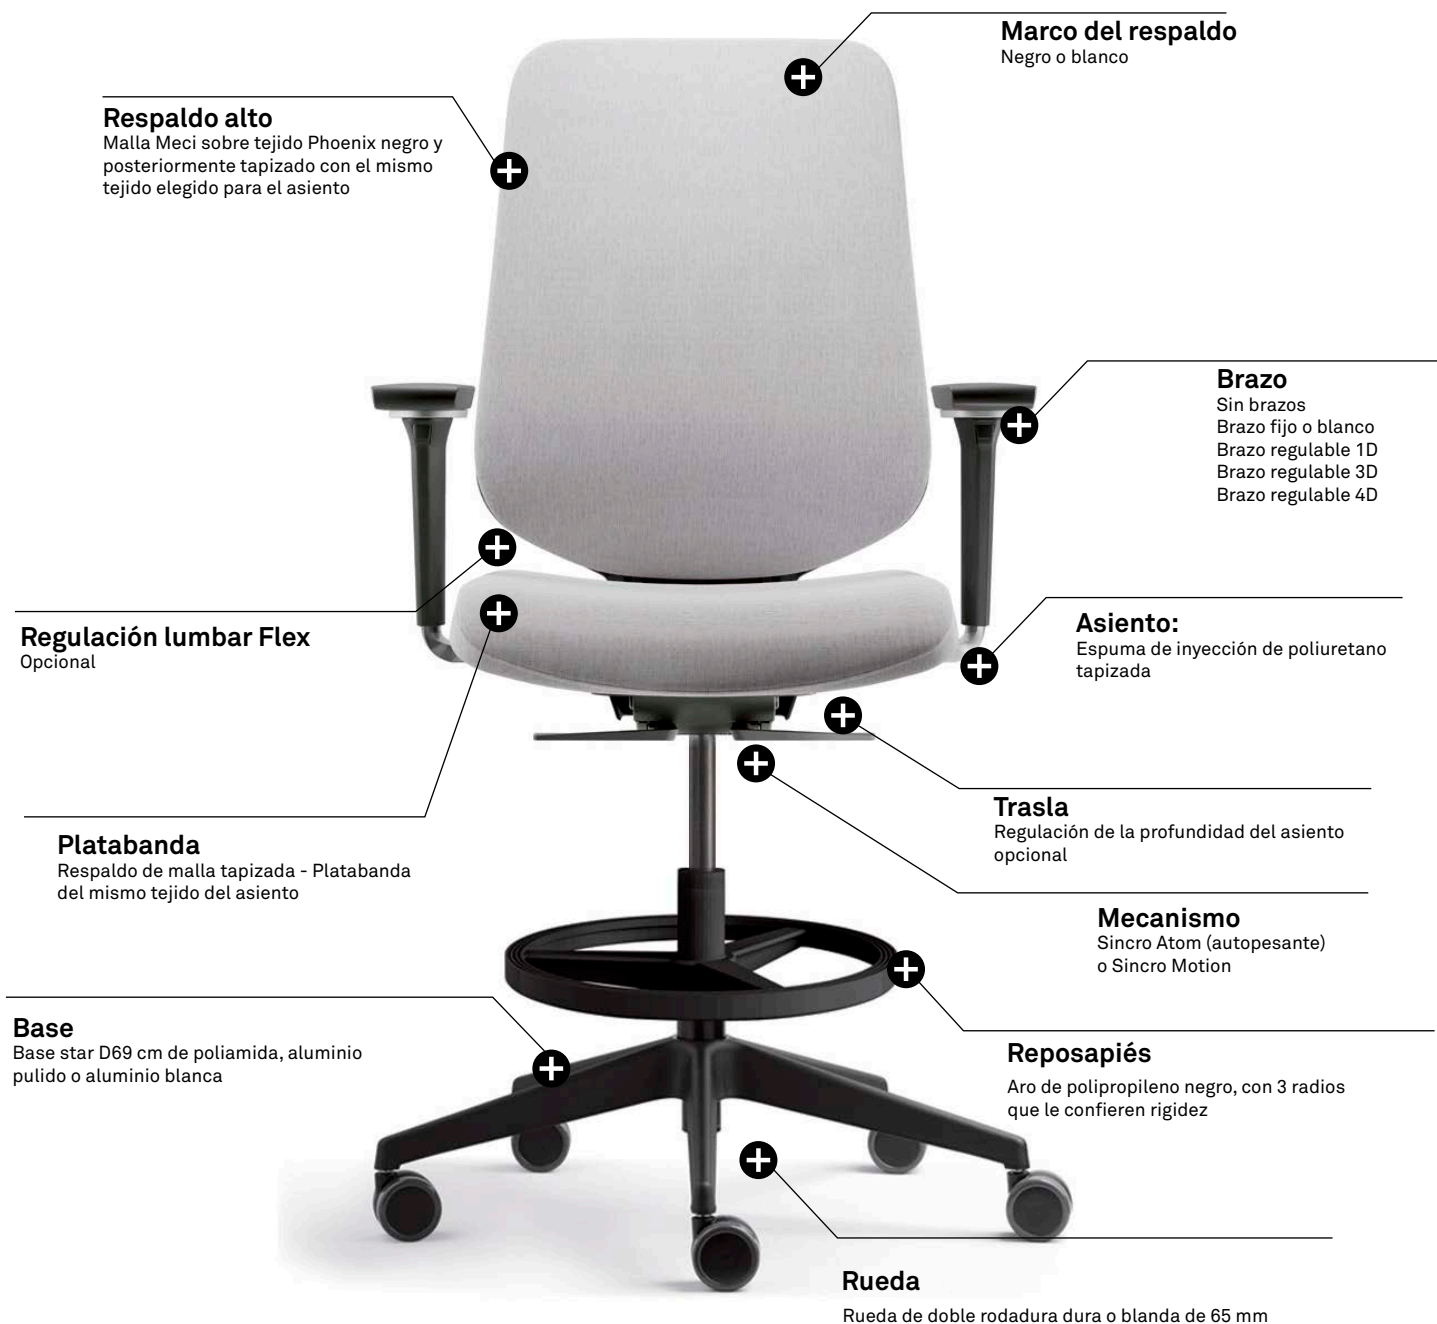 Marco del respaldo
Negro o blanco
Respaldo alto
Malla Meci sobre tejido Phoenix negro y
posteriormente tapizado con el mismo
tejido elegido para el asiento
Brazo
Sin brazos
Brazo fijo o blanco
Brazo regulable 1D
Brazo regulable 3D
Brazo regulable 4D
Regulación lumbar Flex
Opcional
Asiento:
Espuma de inyección de poliuretano
tapizada
Trasla
Regulación de la profundidad del asiento
opcional
Platabanda
Respaldo de malla tapizada - Platabanda
del mismo tejido del asiento
Mecanismo
Sincro Atom (autopesante)
o Sincro Motion
Base
Base star D69 cm de poliamida, aluminio
pulido o aluminio blanca
Reposapiés
Aro de polipropileno negro, con 3 radios
que le confieren rigidez
Rueda
Rueda de doble rodadura dura o blanda de 65 mm